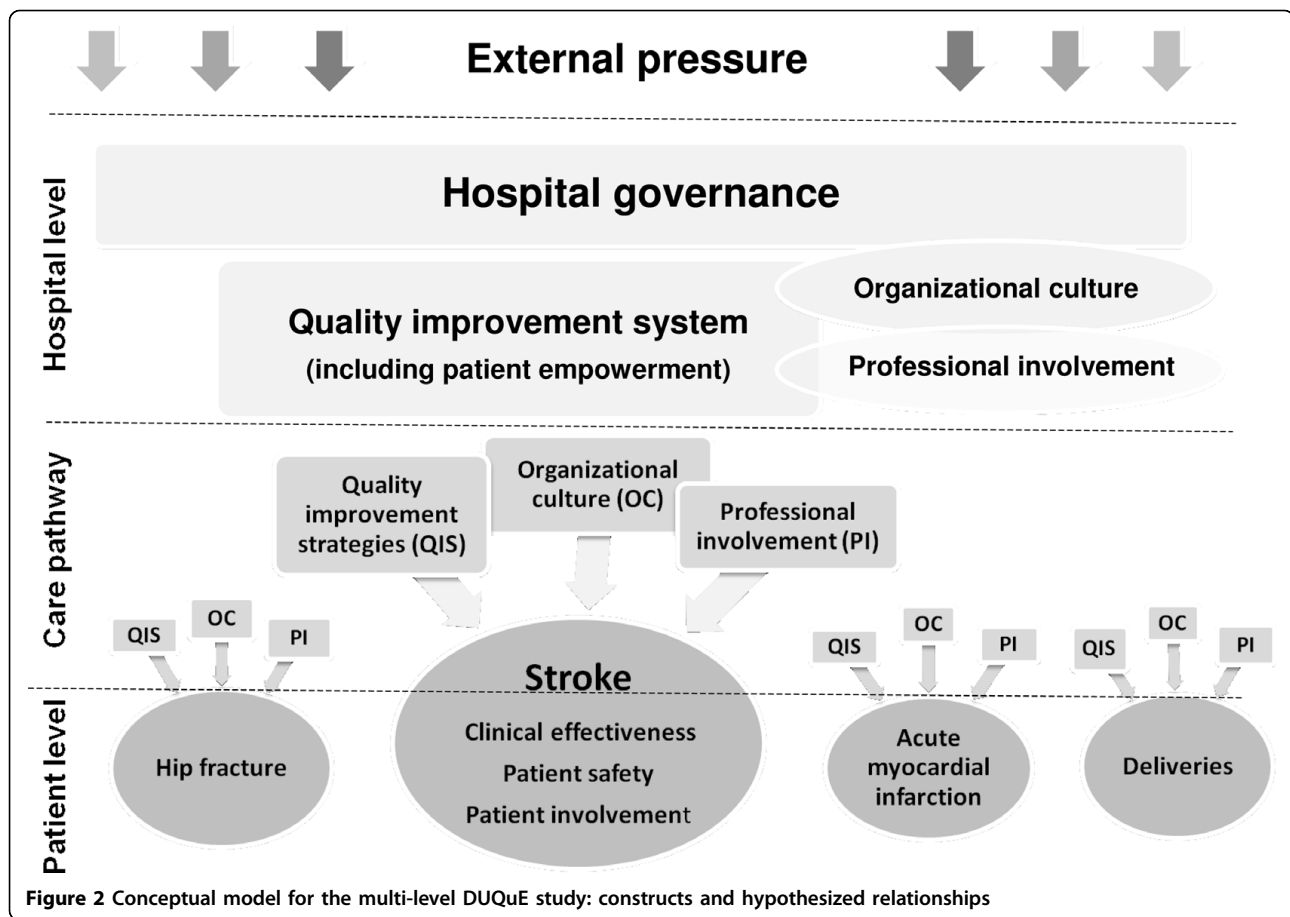 External pressure
Hospital level
Hospital governance
Quality improvement system
(including patient empowerment)
Organizational culture
Professional involvement
Care pathway
Quality
improvement
strategies (QIS)
Organizational
culture (OC)
Professional
involvement (PI)
QIS
OC
PI
QIS
OC
PI
QIS
OC
PI
Patient level
Hip fracture
Stroke
Clinical effectiveness
Patient safety
Patient involvement
Acute
myocardial
infarction
Deliveries
Figure 2 Conceptual model for the multi-level DUQuE study: constructs and hypothesized relationships